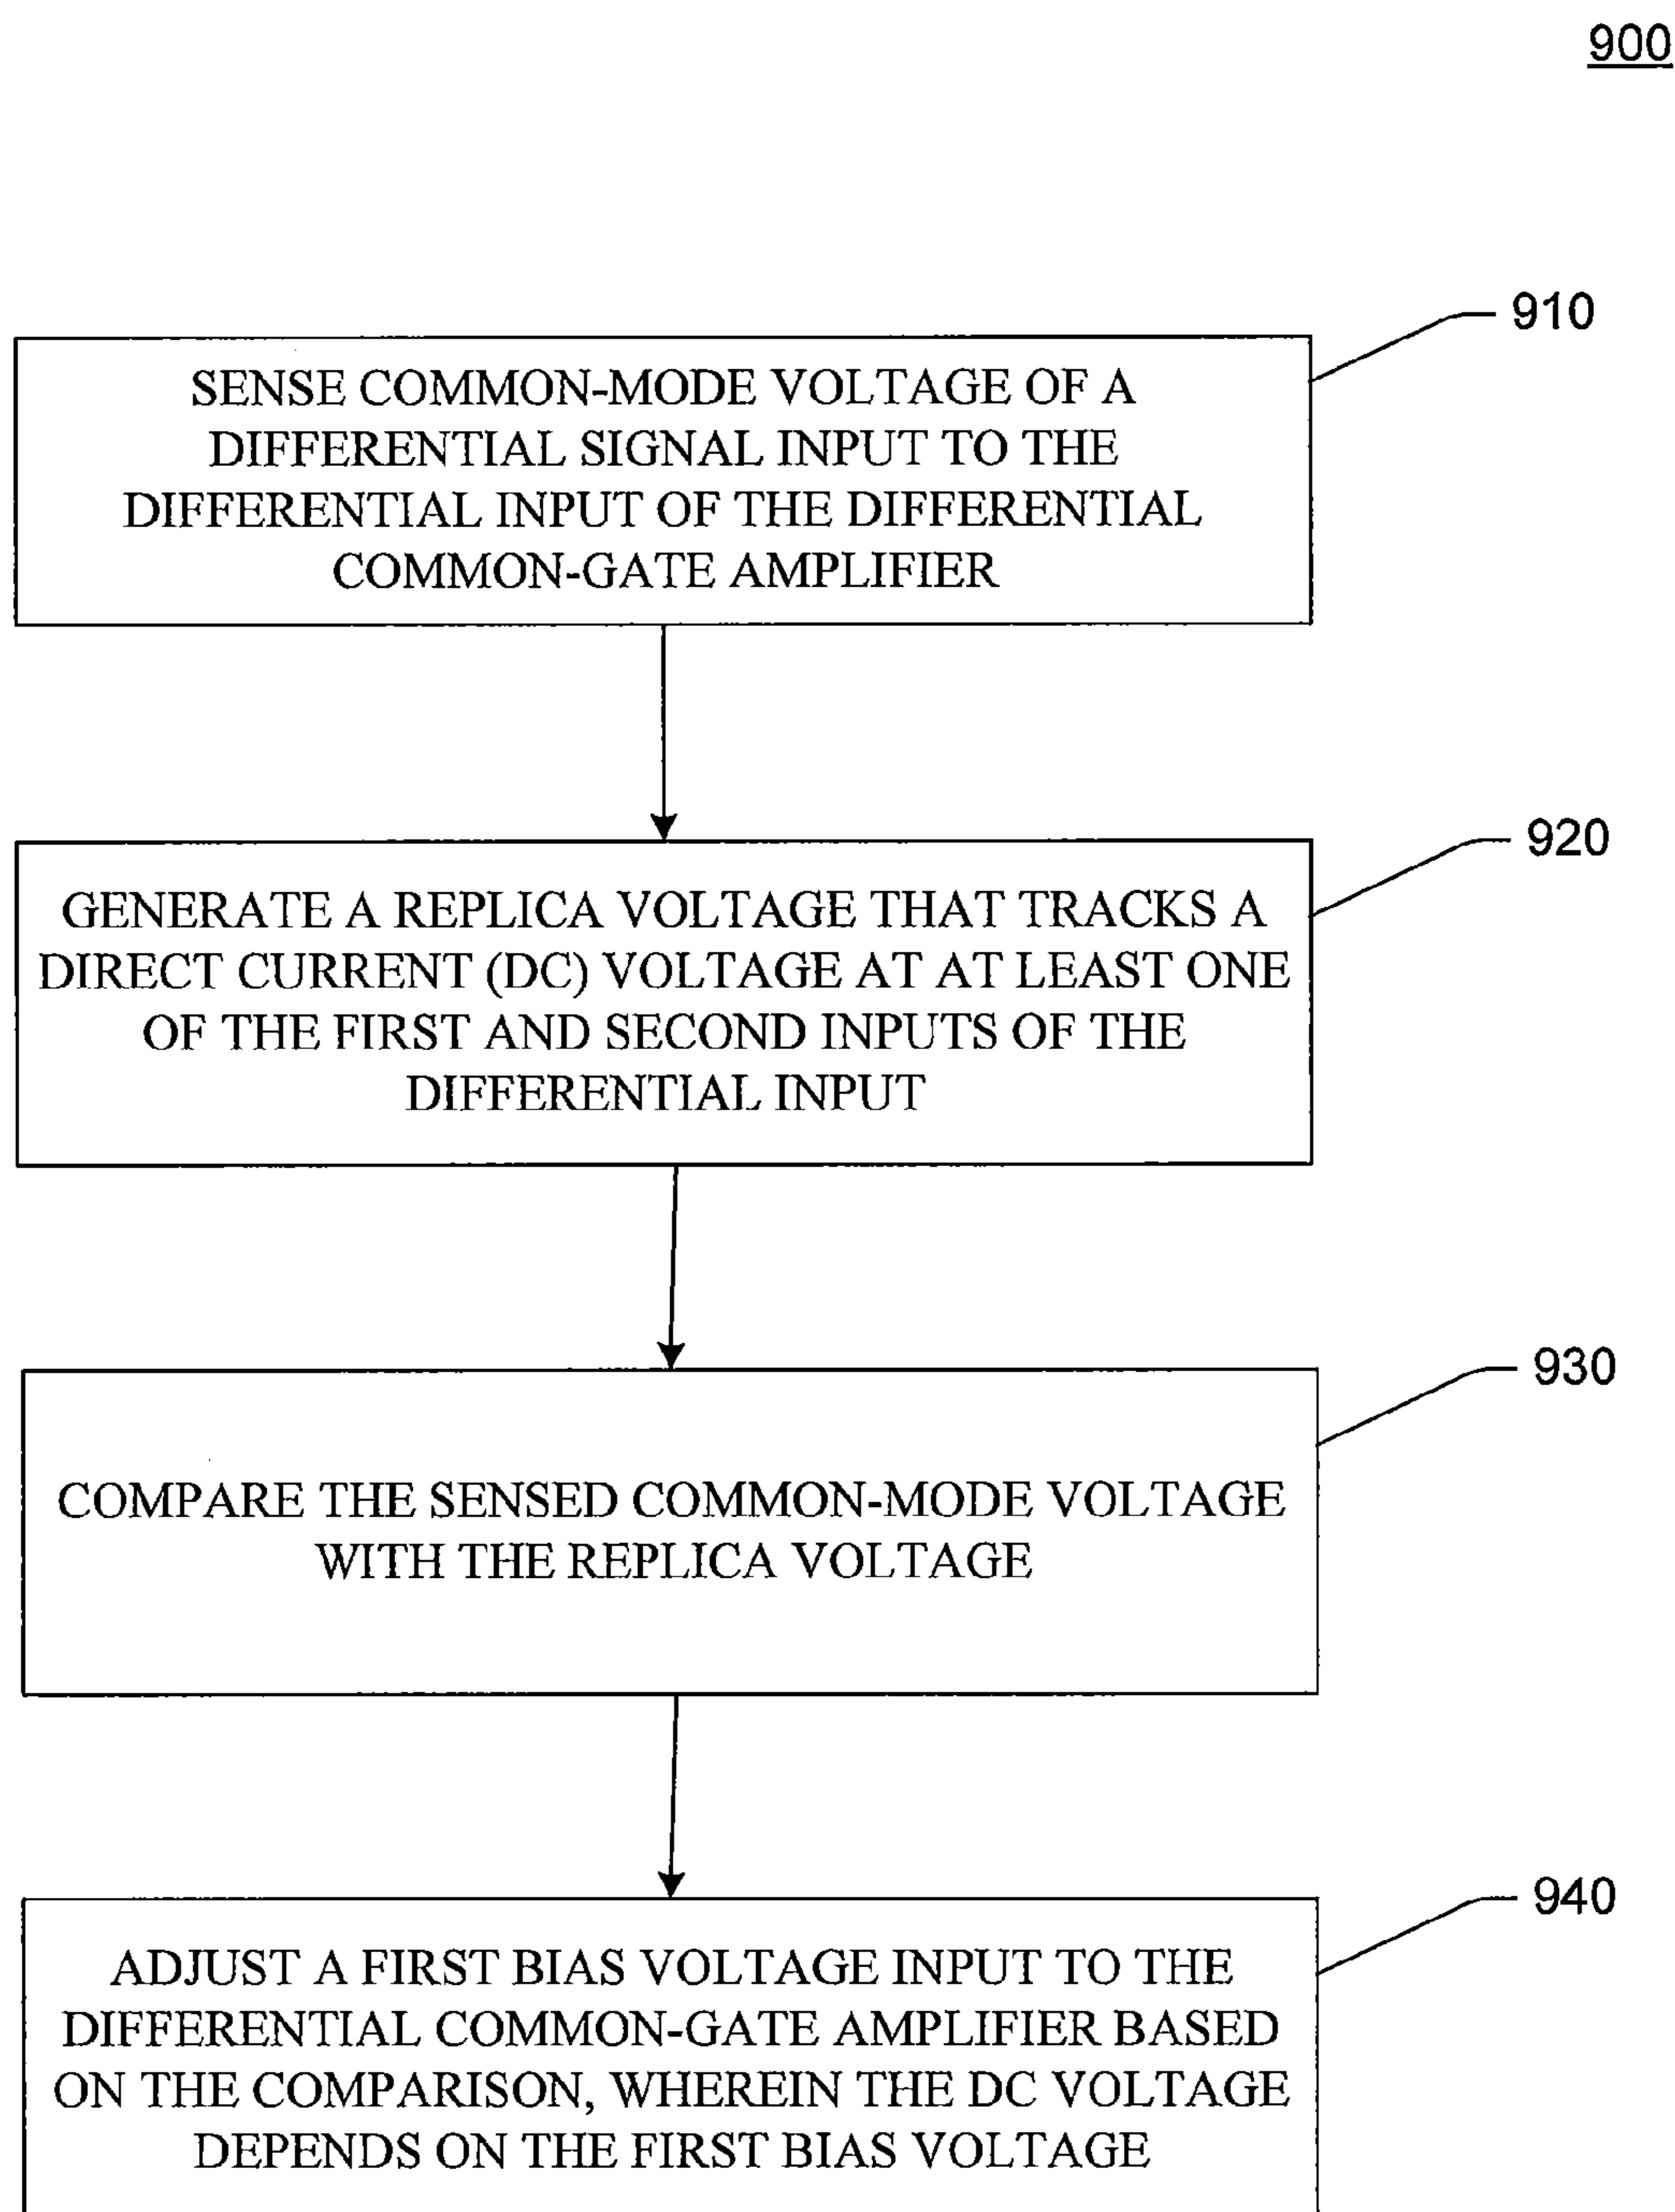 900
910
SENSE COMMON-MODE VOLTAGE OF A
DIFFERENTIAL SIGNAL INPUT TO THE
DIFFERENTIAL INPUT OF THE DIFFERENTIAL
COMMON-GATE AMPLIFIER
920
GENERATE A REPLICA VOLTAGE THAT TRACKS A
DIRECT CURRENT (DC) VOLTAGE AT AT LEAST ONE
OF THE FIRST AND SECOND INPUTS OF THE
DIFFERENTIAL INPUT
930
COMPARE THE SENSED COMMON-MODE VOLTAGE
WITH THE REPLICA VOLTAGE
940
ADJUST A FIRST BIAS VOLTAGE INPUT TO THE
DIFFERENTIAL COMMON-GATE AMPLIFIER BASED
ON THE COMPARISON, WHEREIN THE DC VOLTAGE
DEPENDS ON THE FIRST BIAS VOLTAGE